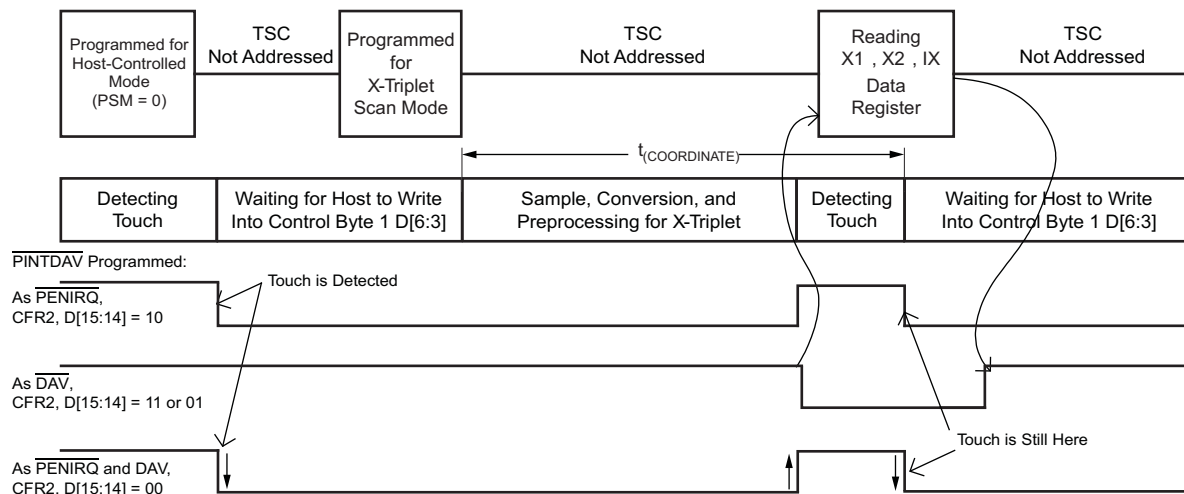 Programmed for
Host-Controlled
Mode
(PSM = 0)
TSC
Not Addressed
Programmed
for
X-Triplet
Scan Mode
TSC
Not Addressed
Reading
X1 , X2 , IX
Data
Register
TSC
Not Addressed
t(COORDINATE)
Detecting
Touch
Waiting for Host to Write
Into Control Byte 1 D[6:3]
Sample, Conversion, and
Preprocessing for X-Triplet
Detecting
Touch
Waiting for Host to Write
Into Control Byte 1 D[6:3]
PINTDAV Programmed:
Touch is Detected
As PENIRQ,
CFR2, D[15:14] = 10
As DAV,
CFR2, D[15:14] = 11 or 01
Touch is Still Here
As PENIRQ and DAV,
CFR2, D[15:14] = 00